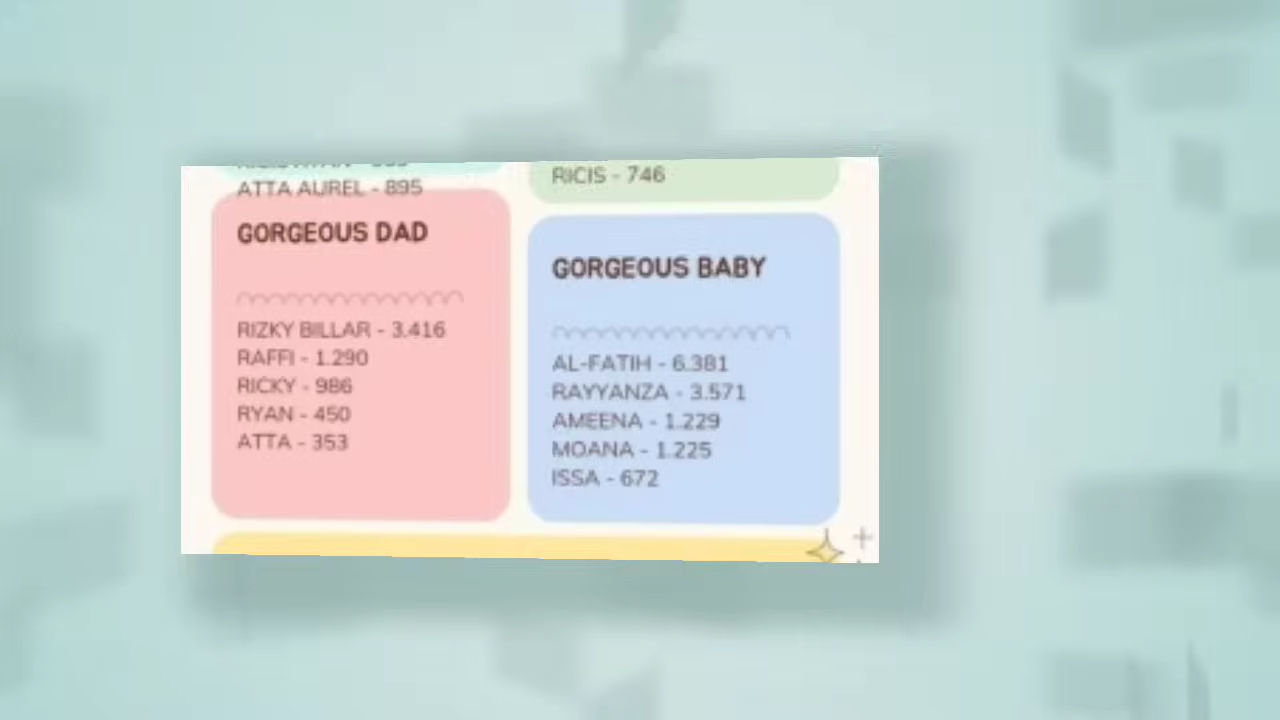 ATTA AUREL - 895
GORGEOUS DAD
RIZKY BILLAR - 3.416
RAFFI - 1.290
RICKY - 986
RYAN - 450
ATTA - 353
RICIS - 746
GORGEOUS BABY
AL-FATIH - 6.381
RAYYANZA - 3.571
AMEENA - 1.229
MOANA - 1.225
ISSA - 672